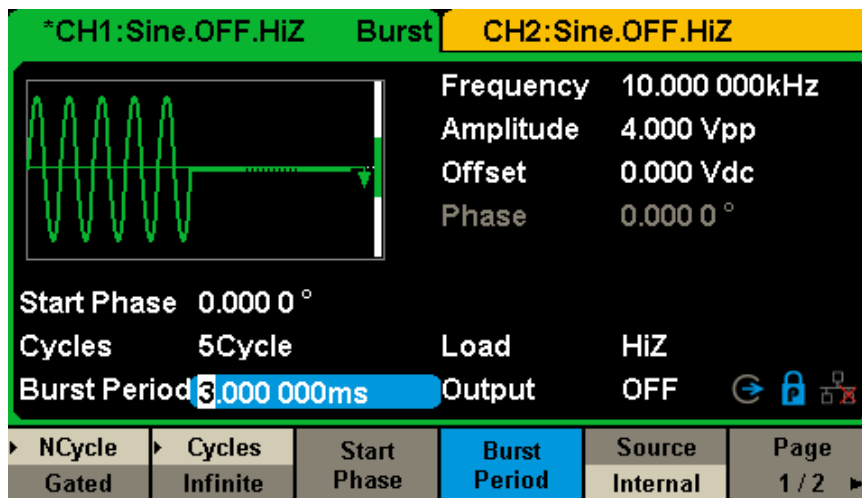 *CH1:Sine.OFF.HiZ Burst CH2:Sine.OFF.HiZ
Frequency 10.000 000kHz
Amplitude 4.000 Vpp
Offset 0.000 Vdc
Phase 0.000 0 °
Start Phase 0.000 0 °
Cycles 5Cycle Load HiZ
Burst Period 3.000 000ms Output OFF P
NCycle Cycles Start Burst Source Page
Gated Infinite Phase Period Internal 1 / 2